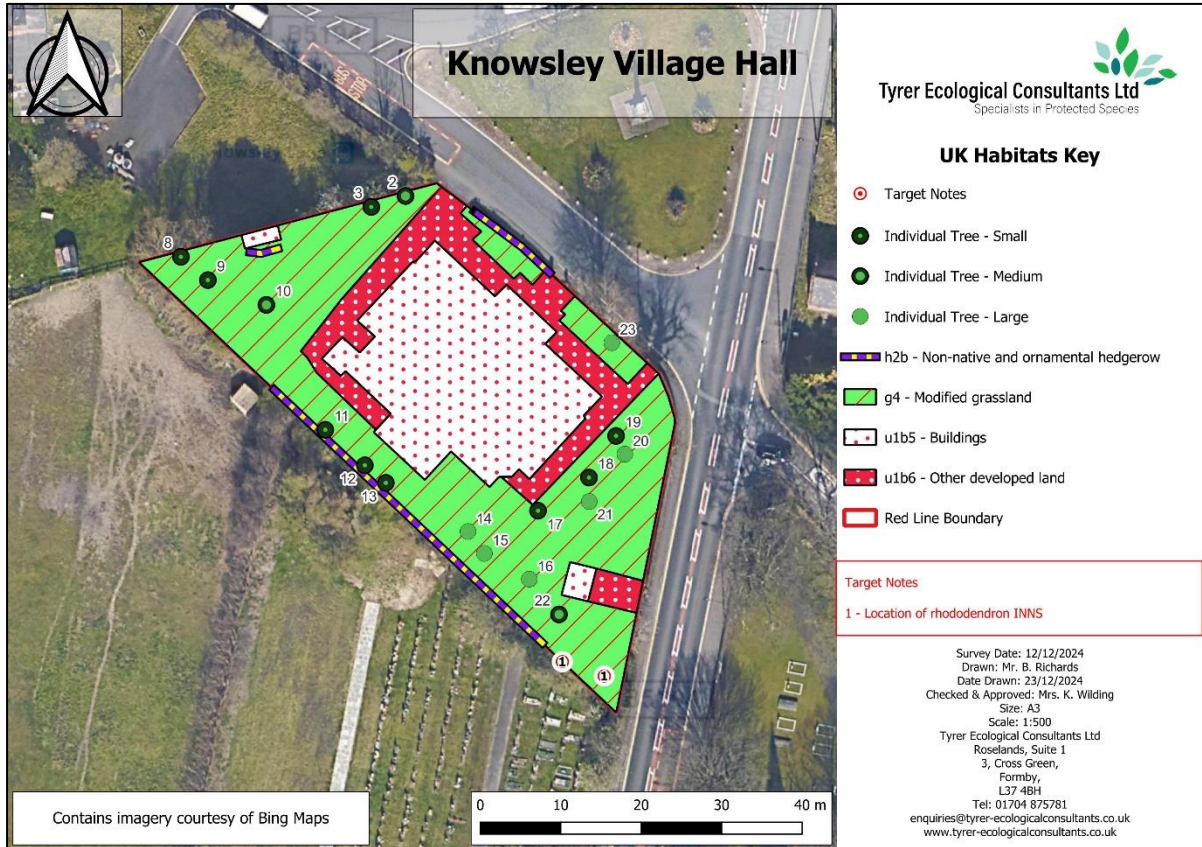 Knowsley Village Hall
BUS
STOP
8
3
2
9
10
11
12
13
23
19
20
18
21
17
14
15
16
22
1
1
Contains imagery courtesy of Bing Maps
0 10 20 30 40 m
Tyrer Ecological Consultants Ltd
Specialists in Protected Species
UK Habitats Key
Target Notes
Individual Tree - Small
Individual Tree - Medium
Individual Tree - Large
h2b - Non-native and ornamental hedgerow
g4 - Modified grassland
u1b5 - Buildings
u1b6 - Other developed land
Red Line Boundary
Target Notes
1 - Location of rhododendron INNS
Survey Date: 12/12/2024
Drawn: Mr. B. Richards
Date Drawn: 23/12/2024
Checked & Approved: Mrs. K. Wilding
Size: A3
Scale: 1:500
Tyrer Ecological Consultants Ltd
Roselands, Suite 1
3, Cross Green,
Formby,
L37 4BH
Tel: 01704 875781
enquiries@tyrer-ecologicalconsultants.co.uk
www.tyrer-ecologicalconsultants.co.uk